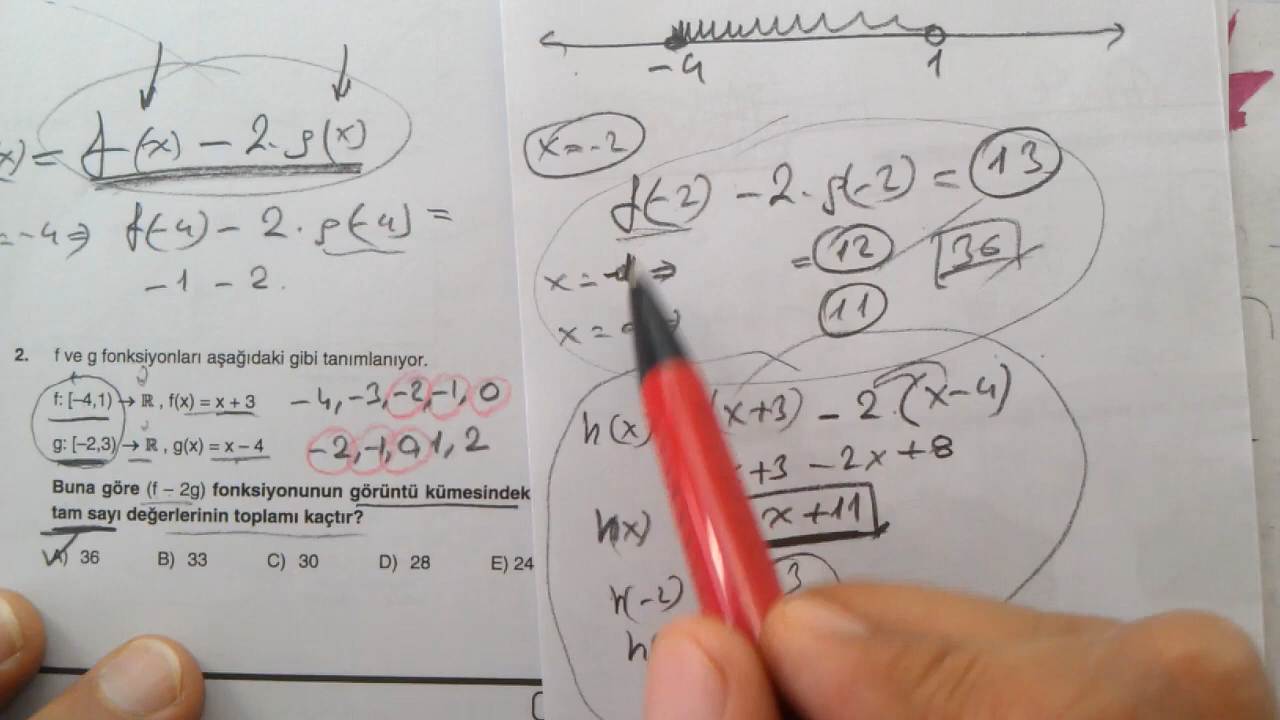 x) = f(x) − 2.g(x)
=−4⇒ f(−4) − 2.g(−4) =
−1 − 2.
2. f ve g fonksiyonları aşağıdaki gibi tanımlanıyor.
f: [−4,1) → ℝ , f(x) = x + 3 −4,−3,−2,−1,0
g: [−2,3) → ℝ , g(x) = x − 4 −2,−1,0,1,2
Buna göre (f − 2g) fonksiyonunun görüntü kümesindek
tam sayı değerlerinin toplamı kaçtır?
A) 36 B) 33 C) 30 D) 28 E) 24
−4 1
x=−2
f(−2) − 2.g(−2) = 13
x = ⇒ = 12 36
x = 11
h(x) (x+3) − 2.(x−4)
+3 − 2x + 8
h(x) x+11
h(−2) 3
h